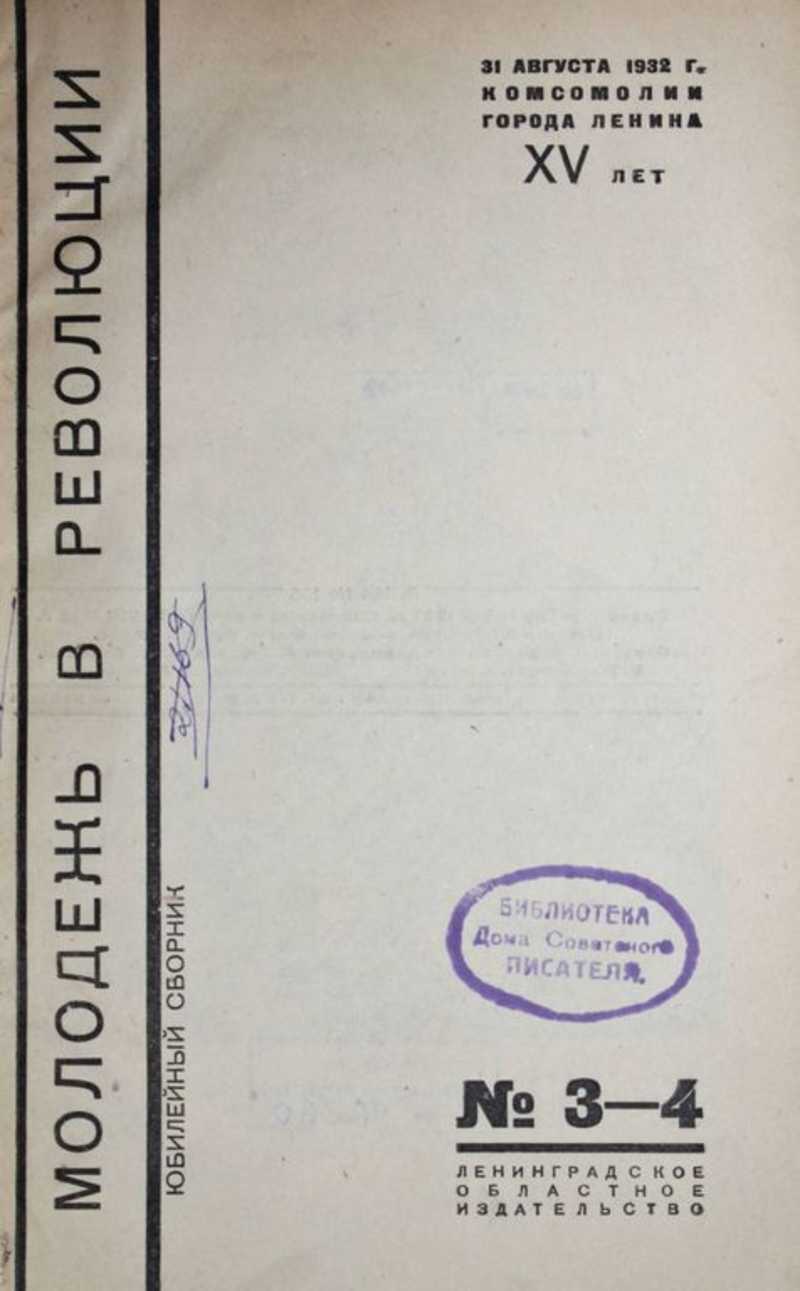 МОЛОДЕЖЬ В РЕВОЛЮЦИИ
ЮБИЛЕЙНЫЙ СБОРНИК
31 АВГУСТА 1932 Г.
КОМСОМОЛИИ
ГОРОДА ЛЕНИНА
XV ЛЕТ
БИБЛИОТЕКА
Дома Советского
ПИСАТЕЛЯ.
№ 3—4
ЛЕНИНГРАДСКОЕ
ОБЛАСТНОЕ
ИЗДАТЕЛЬСТВО